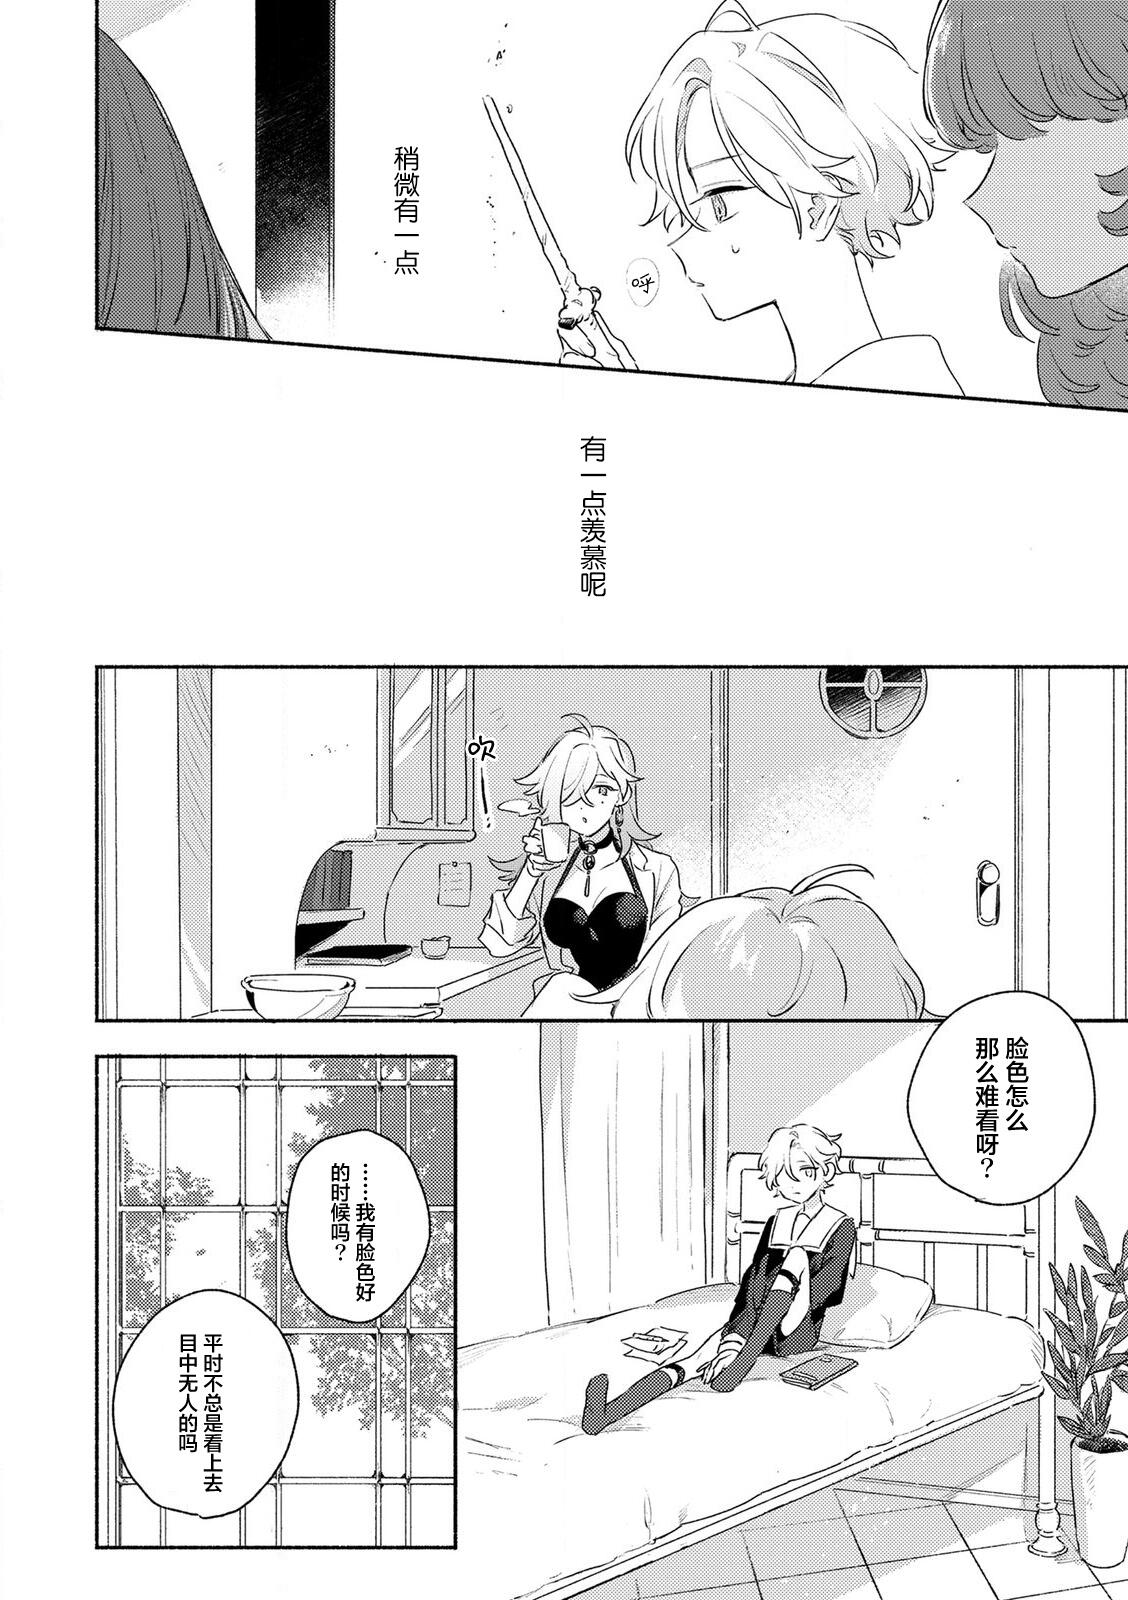 呼
稍微有一点
有一点羡慕呢
吹
脸色怎么
那么难看呀？
……我有脸色好
的时候吗？
平时不总是看上去
目中无人的吗